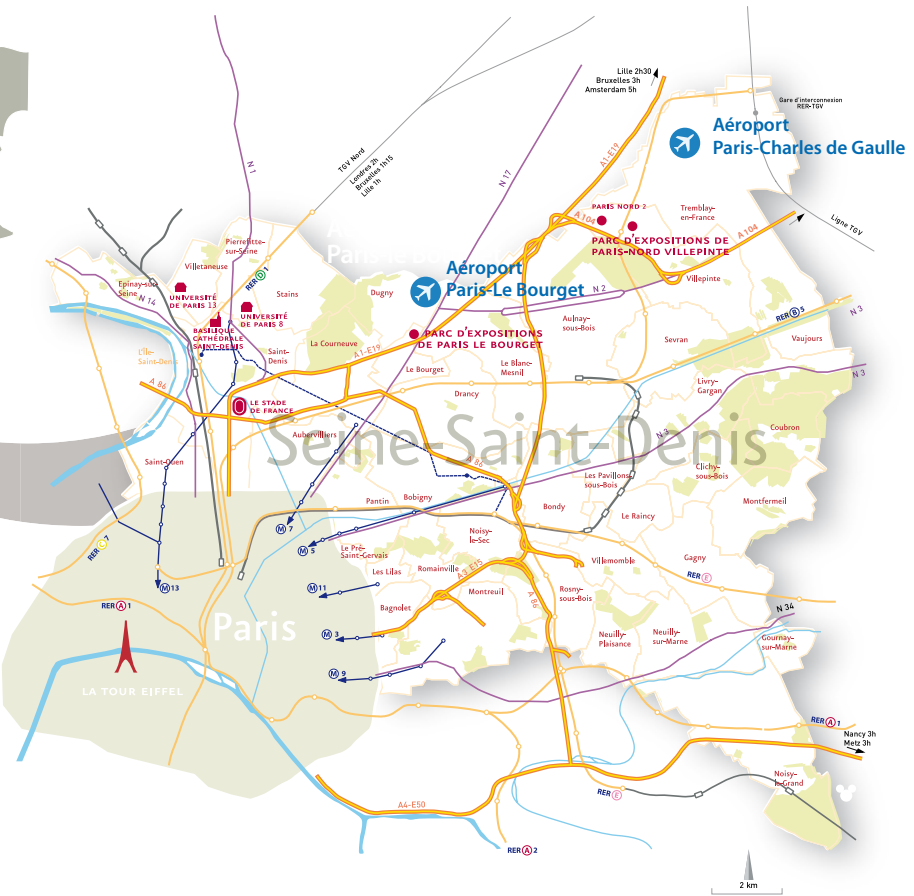 Lille 2h30
Bruxelles 3h
Amsterdam 5h
Gare d'interconnexion
RER-TGV
Aéroport
Paris-Charles de Gaulle
N 1
TGV Nord
Londres 2h
Bruxelles 1h15
Lille 1h
N 17
A1-E19
PARIS NORD 2
Tremblay-
en-France
A 104
A 104
Ligne TGV
PARC D'EXPOSITIONS DE
PARIS-NORD VILLEPINTE
Villepinte
Pierrefitte-
sur-Seine
Villetaneuse
RER D 1
Epinay-sur-
Seine
N 14
UNIVERSITÉ
DE PARIS 13
Stains
UNIVERSITÉ
DE PARIS 8
BASILIQUE
CATHÉDRALE
SAINT-DENIS
Dugny
Aéroport
Paris-Le Bourget
N 2
Aulnay-
sous-Bois
RER B 5
N 3
Vaujours
Sevran
PARC D'EXPOSITIONS
DE PARIS LE BOURGET
La Courneuve
A1-E19
Saint-
Denis
L'Île-
Saint-Denis
A 86
Le Bourget
Le Blanc-
Mesnil
Drancy
Livry-
Gargan
N 3
LE STADE
DE FRANCE
Aubervilliers
Seine-Saint-Denis
N 3
Coubron
Saint-Ouen
A 86
Les Pavillons-
sous-Bois
Clichy-
sous-Bois
Montfermeil
Pantin
Bobigny
Bondy
Le Raincy
M 7
M 5
Noisy-
le-Sec
RER C 7
Le Pré-
Saint-Gervais
Les Lilas
Romainville
A3-E15
Villemomble
Gagny
RER E
M 13
M 11
Montreuil
Bagnolet
A 86
Rosny-
sous-Bois
RER A 1
Paris
M 3
Neuilly-
Plaisance
Neuilly-
sur-Marne
N 34
Gournay-
sur-Marne
M 9
LA TOUR EIFFEL
RER A 1
Nancy 3h
Metz 3h
Noisy-
le-Grand
RER E
A4-E50
RER A 2
2 km